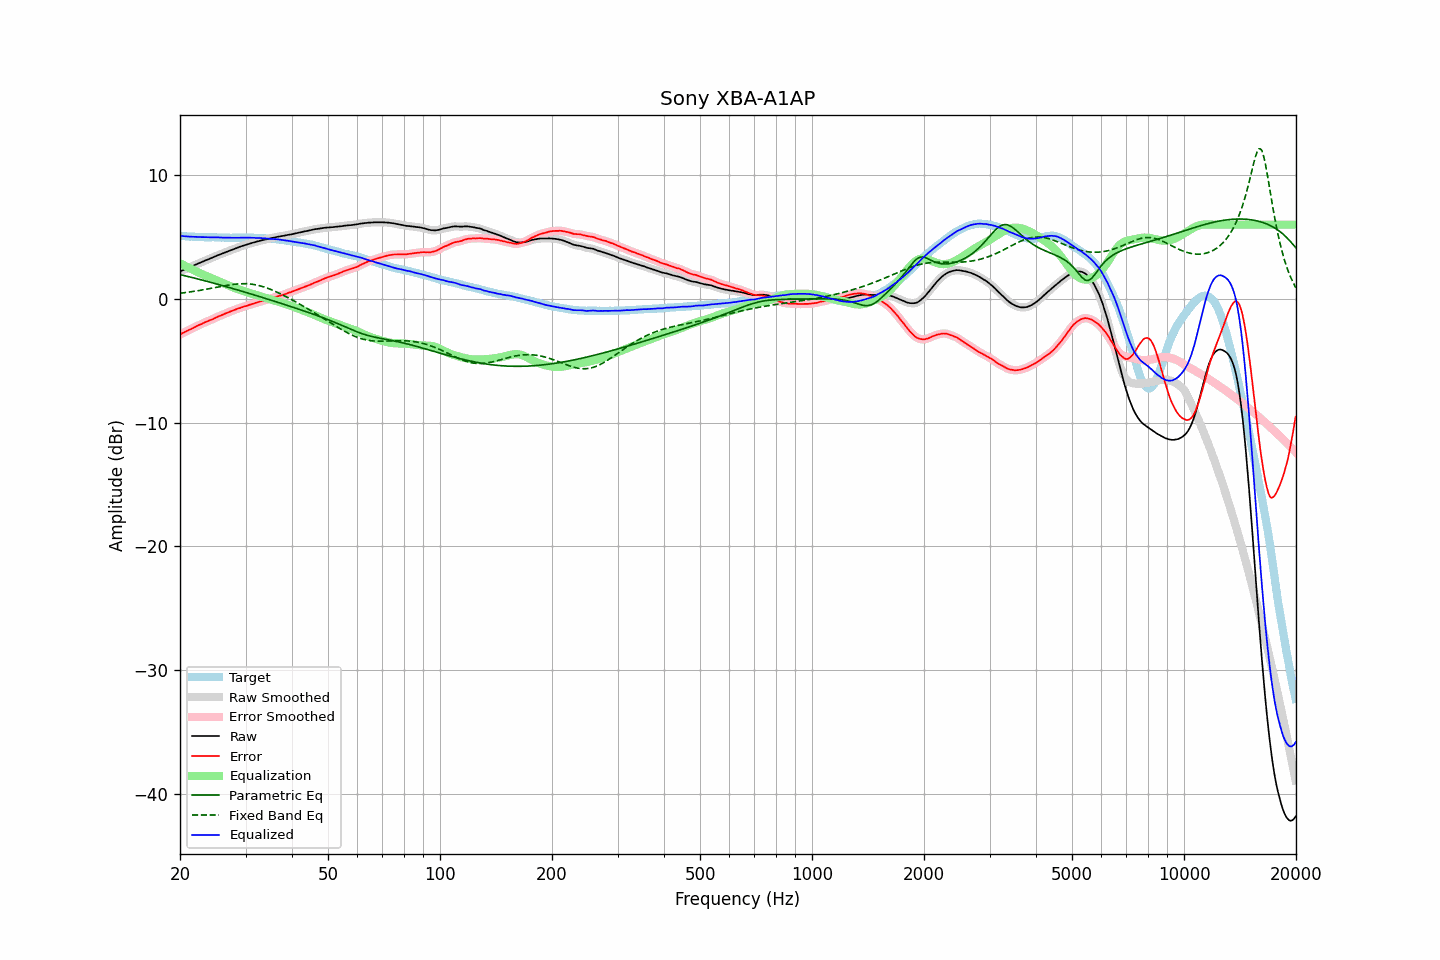 Sony XBA-A1AP
Amplitude (dBr)
10
0
−10
−20
−30
−40
Target
Raw Smoothed
Error Smoothed
Raw
Error
Equalization
Parametric Eq
Fixed Band Eq
Equalized
20 50 100 200 500 1000 2000 5000 10000 20000
Frequency (Hz)